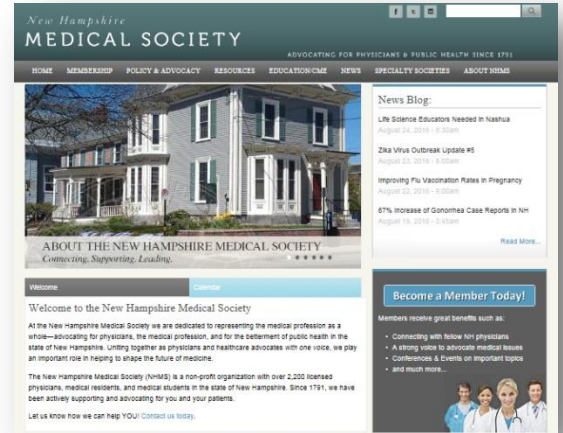 New Hampshire
MEDICAL SOCIETY
ADVOCATING FOR PHYSICIANS & PUBLIC HEALTH SINCE 1791
HOME MEMBERSHIP POLICY & ADVOCACY RESOURCES EDUCATION/CME NEWS SPECIALTY SOCIETIES ABOUT NHMS
ABOUT THE NEW HAMPSHIRE MEDICAL SOCIETY
Connecting. Supporting. Leading.
News Blog:
Life Science Educators Needed in Nashua
August 24, 2016 - 8:30am
Zika Virus Outbreak Update #5
August 23, 2016 - 8:00am
Improving Flu Vaccination Rates in Pregnancy
August 22, 2016 - 9:00am
67% Increase of Gonorrhea Case Reports in NH
August 19, 2016 - 3:45am
Read More...
Welcome
Calendar
Welcome to the New Hampshire Medical Society
At the New Hampshire Medical Society we are dedicated to representing the medical profession as a
whole—advocating for physicians, the medical profession, and for the betterment of public health in the
state of New Hampshire. Uniting together as physicians and healthcare advocates with one voice, we play
an important role in helping to shape the future of medicine.
The New Hampshire Medical Society (NHMS) is a non-profit organization with over 2,200 licensed
physicians, medical residents, and medical students in the state of New Hampshire. Since 1791, we have
been actively supporting and advocating for you and your patients.
Let us know how we can help YOU! Contact us today.
Become a Member Today!
Members receive great benefits such as:
• Connecting with fellow NH physicians
• A strong voice to advocate medical issues
• Conferences & Events on important topics
• and much more...